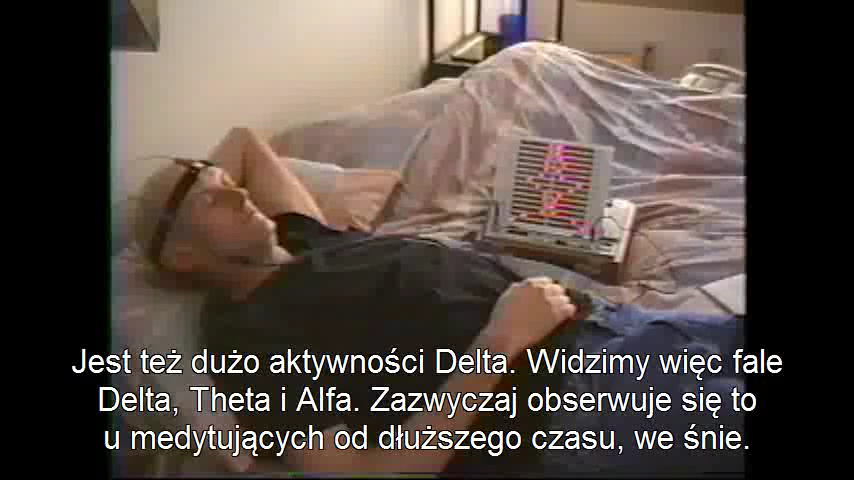 Jest też dużo aktywności Delta. Widzimy więc fale
Delta, Theta i Alfa. Zazwyczaj obserwuje się to
u medytujących od dłuższego czasu, we śnie.